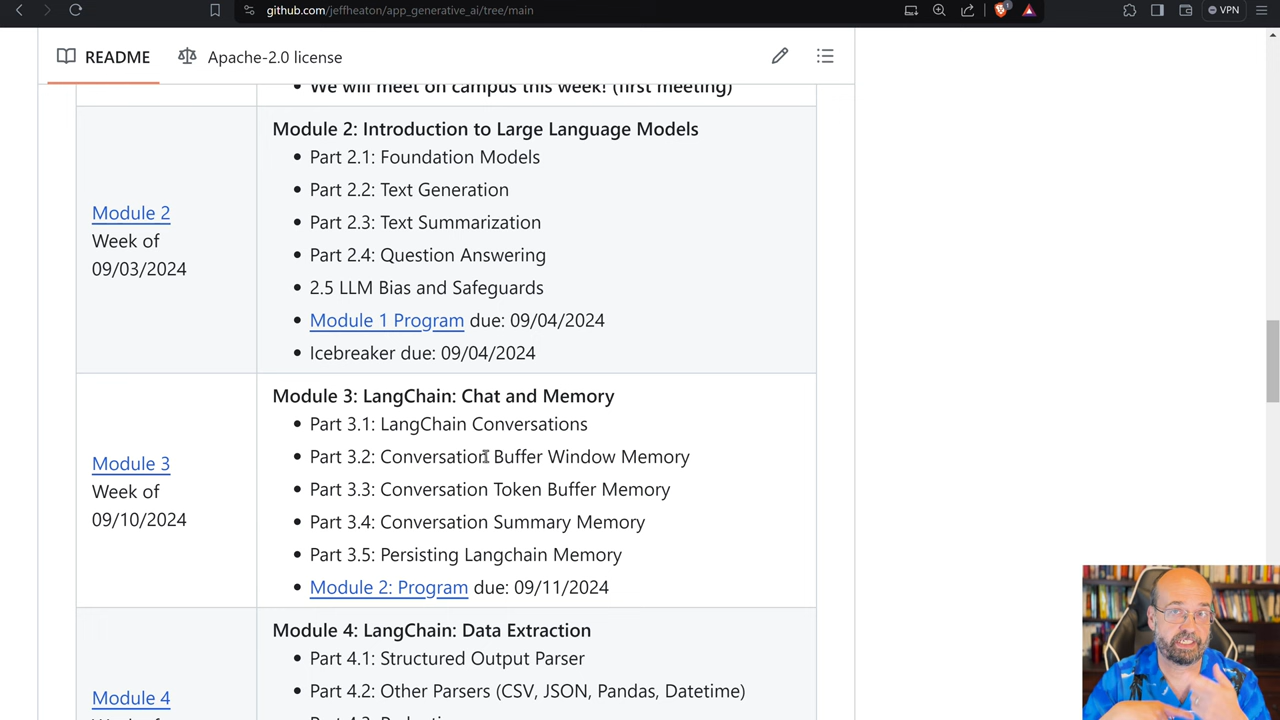 github.com/jeffheaton/app_generative_ai/tree/main
VPN
README
Apache-2.0 license
We will meet on campus this week! (first meeting)
Module 2
Week of
09/03/2024
Module 2: Introduction to Large Language Models
Part 2.1: Foundation Models
Part 2.2: Text Generation
Part 2.3: Text Summarization
Part 2.4: Question Answering
2.5 LLM Bias and Safeguards
Module 1 Program due: 09/04/2024
Icebreaker due: 09/04/2024
Module 3
Week of
09/10/2024
Module 3: LangChain: Chat and Memory
Part 3.1: LangChain Conversations
Part 3.2: Conversation Buffer Window Memory
Part 3.3: Conversation Token Buffer Memory
Part 3.4: Conversation Summary Memory
Part 3.5: Persisting Langchain Memory
Module 2: Program due: 09/11/2024
Module 4
Module 4: LangChain: Data Extraction
Part 4.1: Structured Output Parser
Part 4.2: Other Parsers (CSV, JSON, Pandas, Datetime)